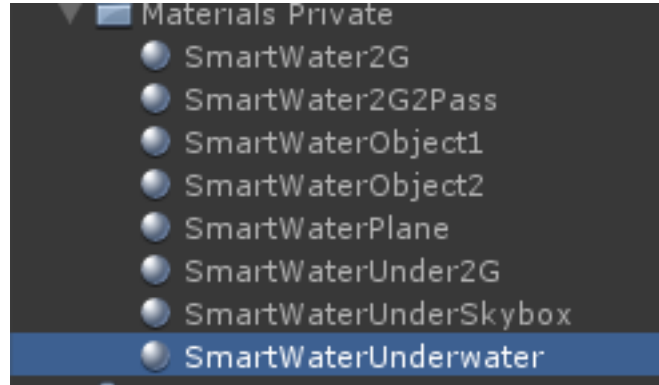 Materials Private
SmartWater2G
SmartWater2G2Pass
SmartWaterObject1
SmartWaterObject2
SmartWaterPlane
SmartWaterUnder2G
SmartWaterUnderSkybox
SmartWaterUnderwater